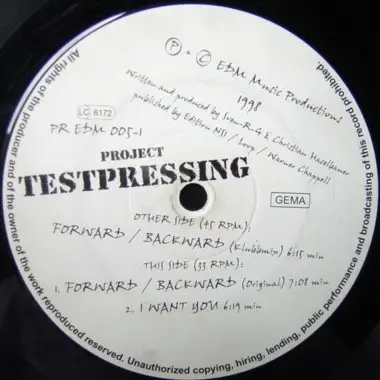 All rights of the producer and of the owner of the work reproduced reserved. Unauthorized copying, hiring, lending, public performance and broadcasting of this record prohibited.
℗ + © EDM Music Productions
1998
Written and produced by Sven-R-G & Christian Hasselbauer
published by Edition NB / Loop / Warner Chappell
LC 6172
PR EDM 005-1
PROJECT
TESTPRESSING
GEMA
OTHER SIDE (45 RPM):
FORWARD / BACKWARD (Klubbmix) 6:15 min
THIS SIDE (33 RPM):
1. FORWARD / BACKWARD (Original) 7:08 min
2. I WANT YOU 6:19 min